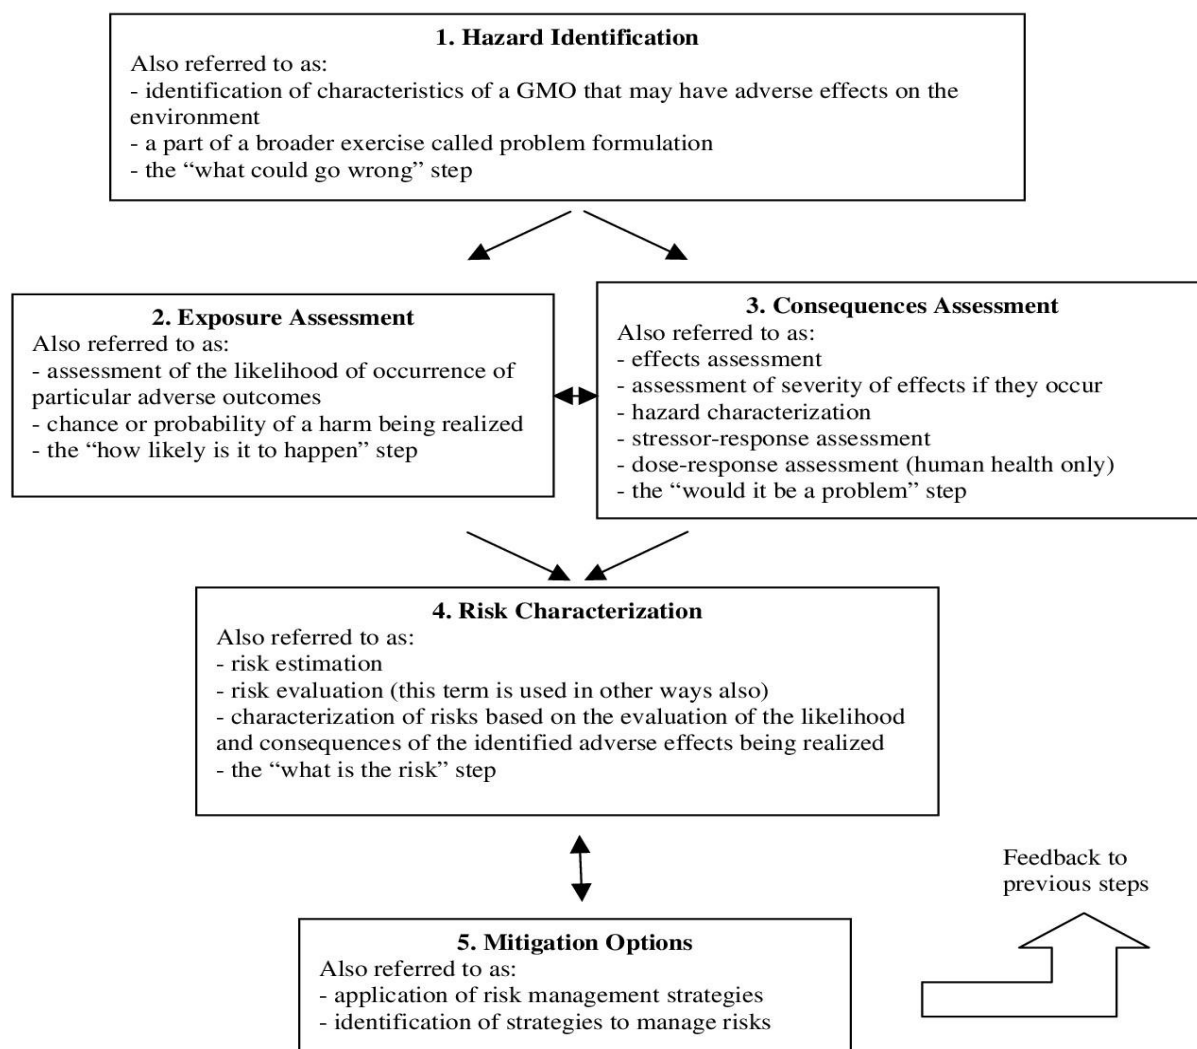 1. Hazard Identification
Also referred to as:
- identification of characteristics of a GMO that may have adverse effects on the
environment
- a part of a broader exercise called problem formulation
- the “what could go wrong” step
2. Exposure Assessment
Also referred to as:
- assessment of the likelihood of occurrence of
particular adverse outcomes
- chance or probability of a harm being realized
- the “how likely is it to happen” step
3. Consequences Assessment
Also referred to as:
- effects assessment
- assessment of severity of effects if they occur
- hazard characterization
- stressor-response assessment
- dose-response assessment (human health only)
- the “would it be a problem” step
4. Risk Characterization
Also referred to as:
- risk estimation
- risk evaluation (this term is used in other ways also)
- characterization of risks based on the evaluation of the likelihood
and consequences of the identified adverse effects being realized
- the “what is the risk” step
Feedback to
previous steps
5. Mitigation Options
Also referred to as:
- application of risk management strategies
- identification of strategies to manage risks